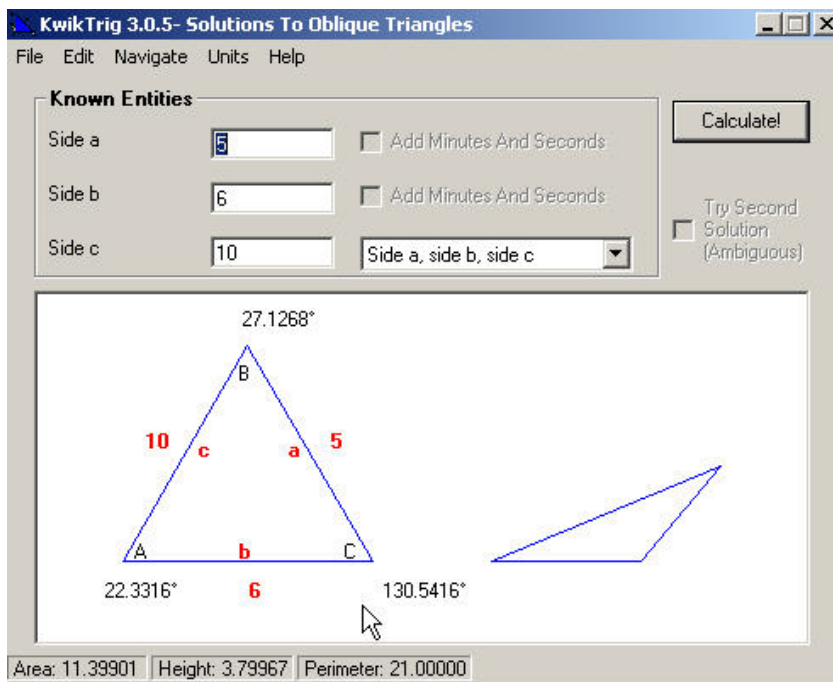 KwikTrig 3.0.5- Solutions To Oblique Triangles
File Edit Navigate Units Help
Known Entities
Side a 5 Add Minutes And Seconds
Calculate!
Side b 6 Add Minutes And Seconds
Try Second
Solution
(Ambiguous)
Side c 10 Side a, side b, side c
27.1268°
B
10 c a 5
A b C
22.3316° 6 130.5416°
Area: 11.39901 Height: 3.79967 Perimeter: 21.00000